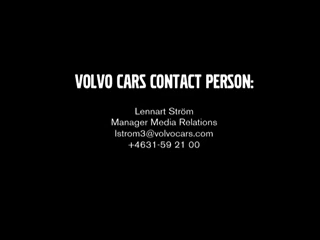 VOLVO CARS CONTACT PERSON:
Lennart Ström
Manager Media Relations
lstrom3@volvocars.com
+4631-59 21 00